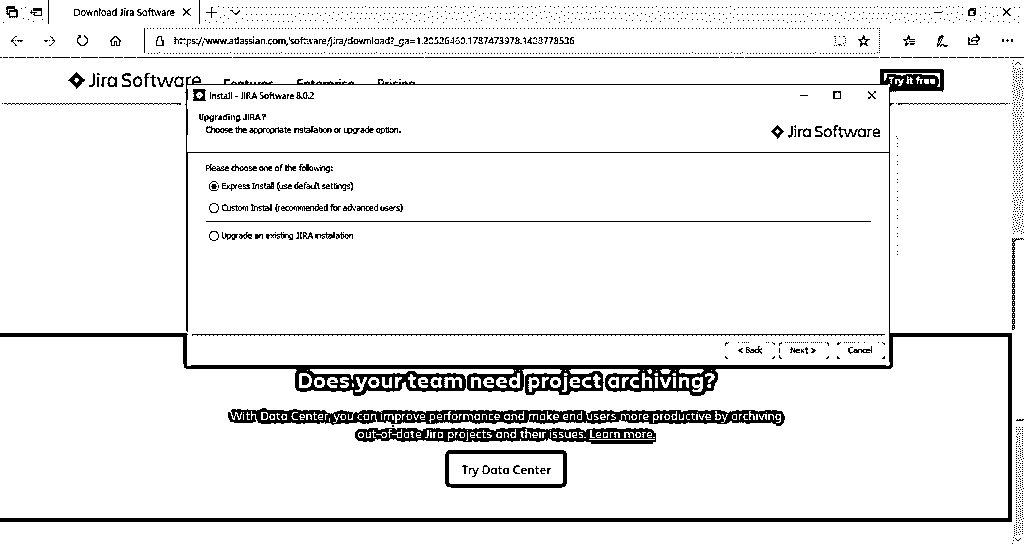 Download Jira Software
https://www.atlassian.com/software/jira/download?_ga=1.20526460.1787473978.1438778536
Jira Software Features Enterprise Pricing Try it free
Install - JIRA Software 8.0.2
Upgrading JIRA?
Choose the appropriate installation or upgrade option.
Jira Software
Please choose one of the following:
Express Install (use default settings)
Custom Install (recommended for advanced users)
Upgrade an existing JIRA installation
< Back Next > Cancel
Does your team need project archiving?
With Data Center, you can improve performance and make end users more productive by archiving
out-of-date Jira projects and their issues. Learn more.
Try Data Center